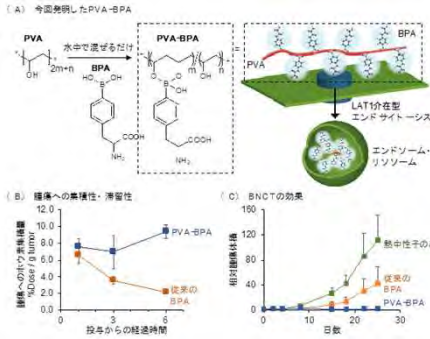 (A) 今回発明したPVA-BPA
PVA
水中で混ぜるだけ
PVA-BPA
BPA
OH
2m+n
BPA
HO
B
OH
O
OH
B
O
m
OH
n
PVA
COOH
NH₂
COOH
NH₂
LAT1介在型
エンドサイトーシス
エンドソーム・
リソソーム
(B) 腫瘍への集積性・滞留性
腫瘍へのホウ素集積量
%Dose / g tumor
12.0
10.0
8.0
6.0
4.0
2.0
0.0
PVA-BPA
従来の
BPA
0
1
3
6
投与からの経過時間
(C) BNCTの効果
相対腫瘍体積
160
120
80
40
0
熱中性子のみ
従来の
BPA
PVA-BPA
0
10
20
30
日数